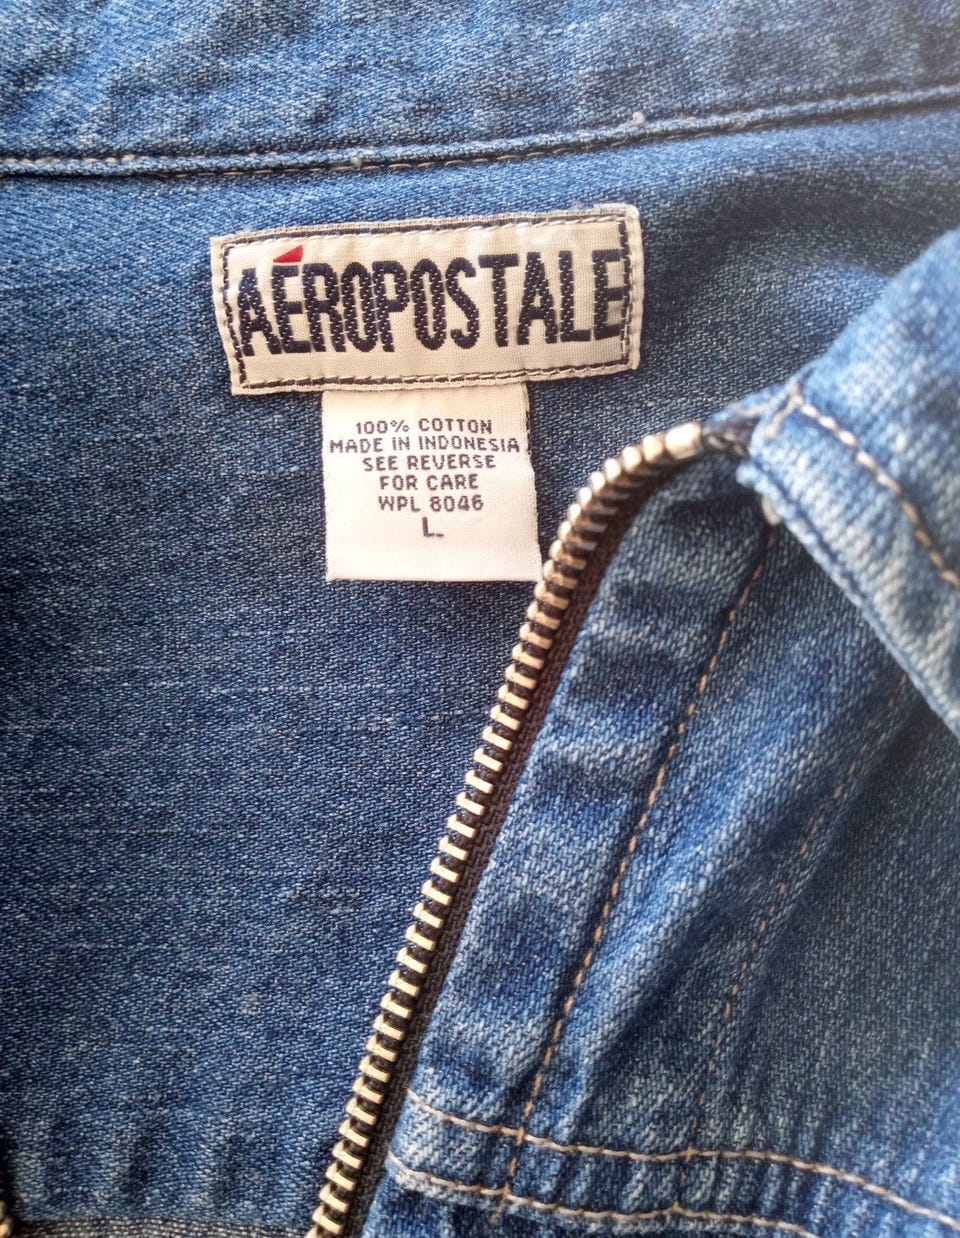 AÉROPOSTALE
100% COTTON
MADE IN INDONESIA
SEE REVERSE
FOR CARE
WPL 8046
L.